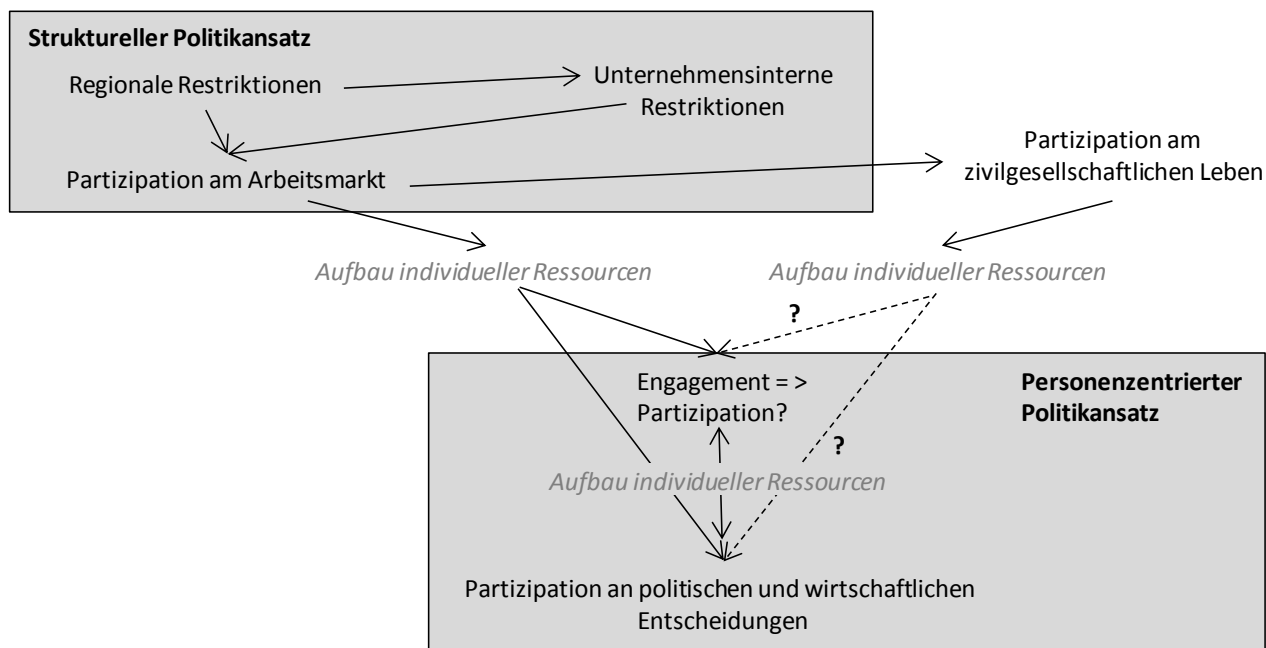 Struktureller Politikansatz
Regionale Restriktionen
Unternehmensinterne
Restriktionen
Partizipation am Arbeitsmarkt
Partizipation am
zivilgesellschaftlichen Leben
Aufbau individueller Ressourcen
Aufbau individueller Ressourcen
?
Engagement = >
Partizipation?
Personenzentrierter
Politikansatz
?
Aufbau individueller Ressourcen
Partizipation an politischen und wirtschaftlichen
Entscheidungen